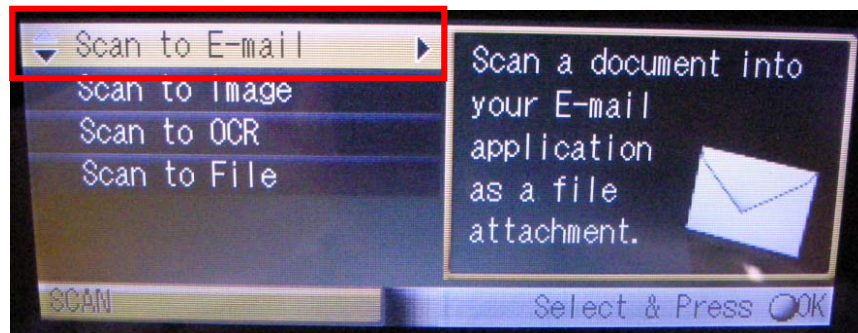 Scan to E-mail
Scan to Image
Scan to OCR
Scan to File
Scan a document into
your E-mail
application
as a file
attachment.
SCAN
Select & Press OK